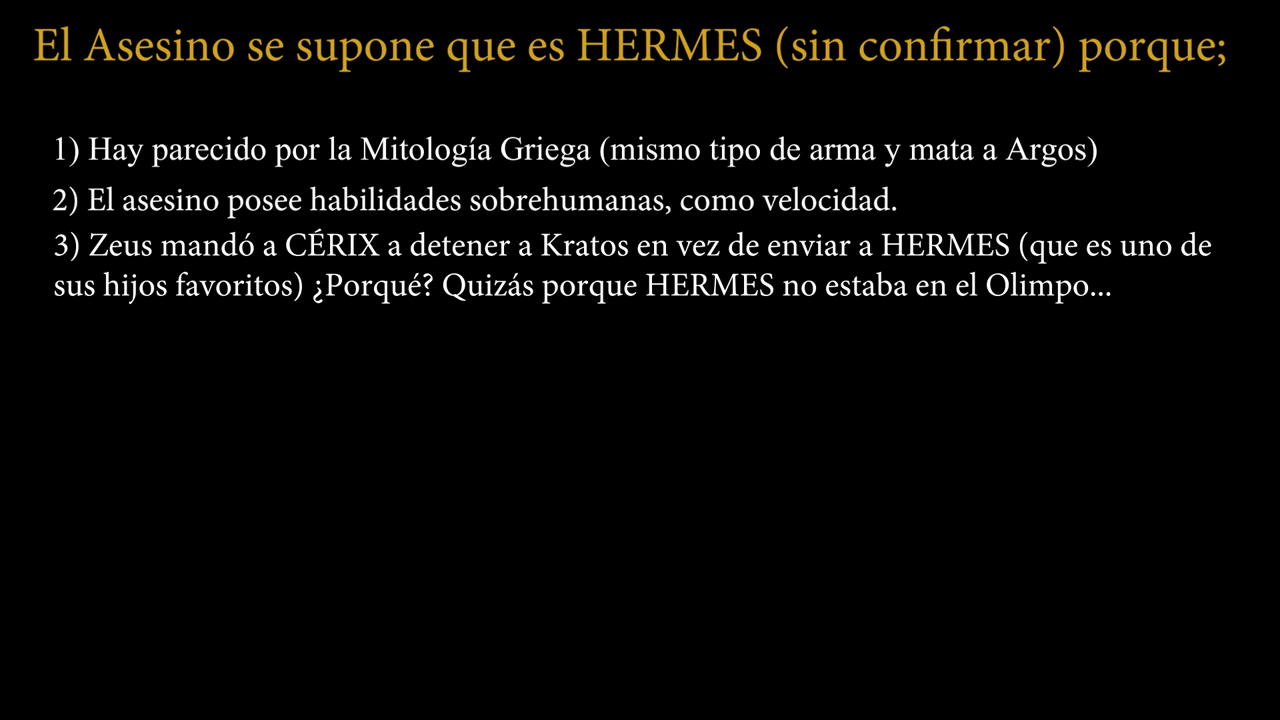 El Asesino se supone que es HERMES (sin confirmar) porque;
1) Hay parecido por la Mitología Griega (mismo tipo de arma y mata a Argos)
2) El asesino posee habilidades sobrehumanas, como velocidad.
3) Zeus mandó a CÉRIX a detener a Kratos en vez de enviar a HERMES (que es uno de
sus hijos favoritos) ¿Porqué? Quizás porque HERMES no estaba en el Olimpo...